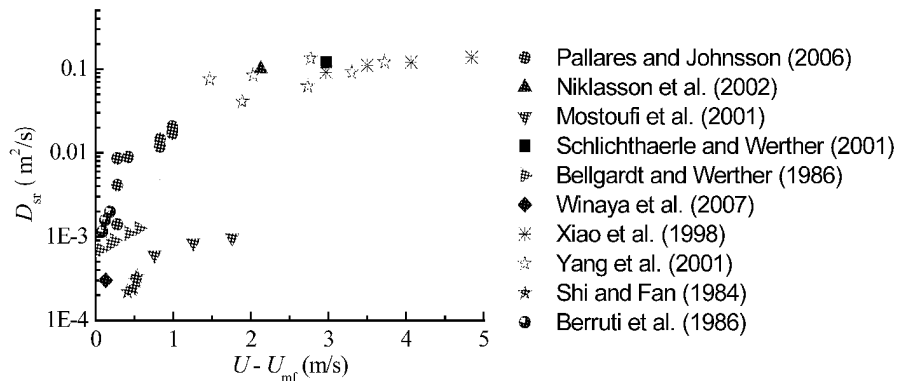 0.1
0.01
1E-3
1E-4
D_sr (m²/s)
0 1 2 3 4 5
U - U_mf (m/s)
Pallares and Johnsson (2006)
Niklasson et al. (2002)
Mostoufi et al. (2001)
Schlichthaerle and Werther (2001)
Bellgardt and Werther (1986)
Winaya et al. (2007)
Xiao et al. (1998)
Yang et al. (2001)
Shi and Fan (1984)
Berruti et al. (1986)